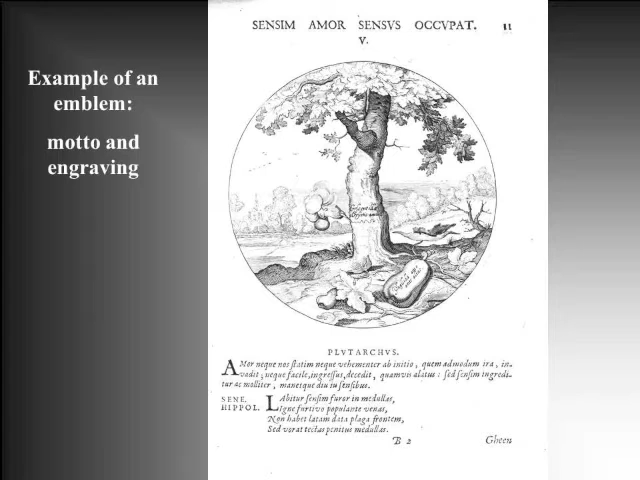 Example of an
emblem:
motto and
engraving
SENSIM AMOR SENSVS OCCVPAT. 11
V.
PLVTARCHVS.
AMor neque nos ſtatim neque vehementer ab initio, quem admodum ira, in-
vadit; neque facile, ingreſſus, decedit, quamvis alatus: ſed ſenſim ingredi-
tur ac molliter, manetque diu in ſenſibus.
SENE.
HIPPOL.
LAbitur ſenſim furor in medullas,
Igne furtivo populante venas,
Non habet latam data plaga frontem,
Sed vorat tectas penitus medullas.
B 2 Gheen